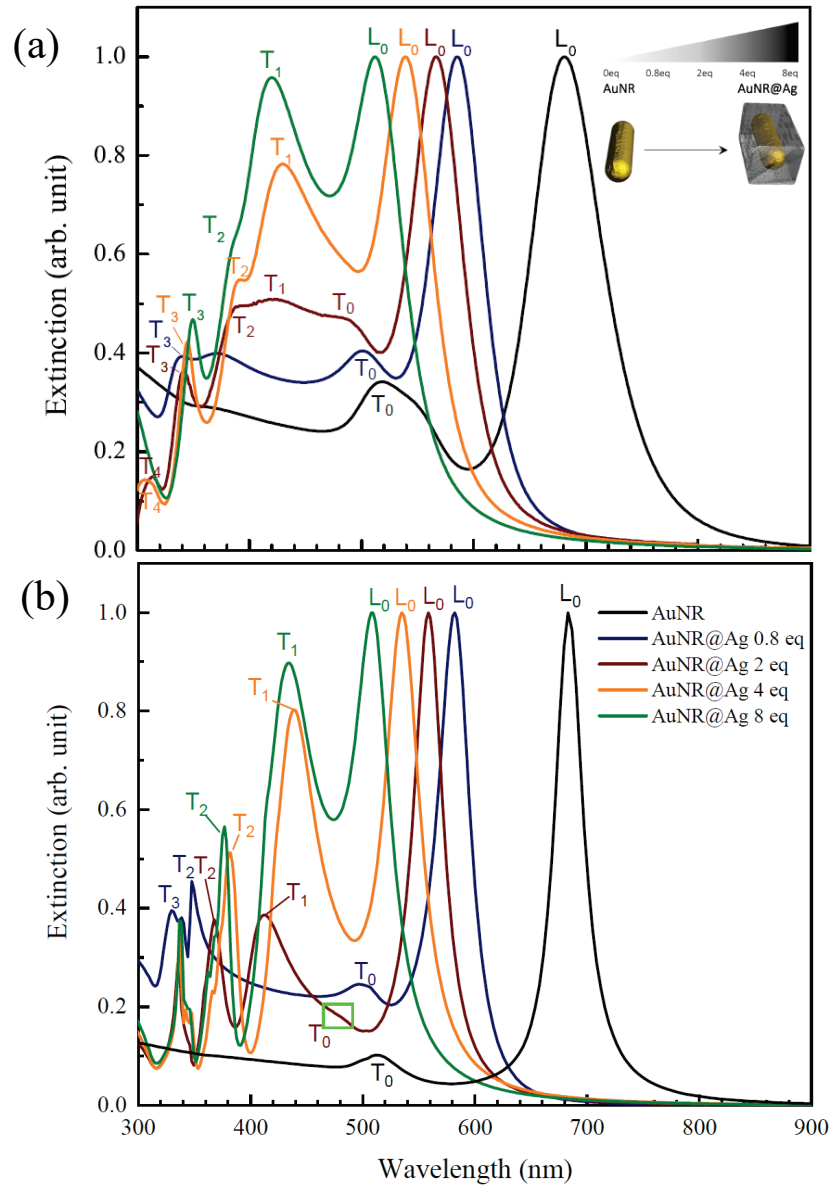 (a)
Extinction (arb. unit)
1.0
0.8
0.6
0.4
0.2
0.0
T1
L0
L0
L0
L0
L0
T1
T2
T2
T1
T0
T2
T3
T3
T3
T3
T0
T0
T4
T4
0eq 0.8eq 2eq 4eq 8eq
AuNR AuNR@Ag
(b)
Extinction (arb. unit)
1.0
0.8
0.6
0.4
0.2
0.0
L0
L0
L0
L0
L0
T1
T1
T2
T2
T2
T2
T3
T1
T0
T0
T0
AuNR
AuNR@Ag 0.8 eq
AuNR@Ag 2 eq
AuNR@Ag 4 eq
AuNR@Ag 8 eq
300 400 500 600 700 800 900
Wavelength (nm)